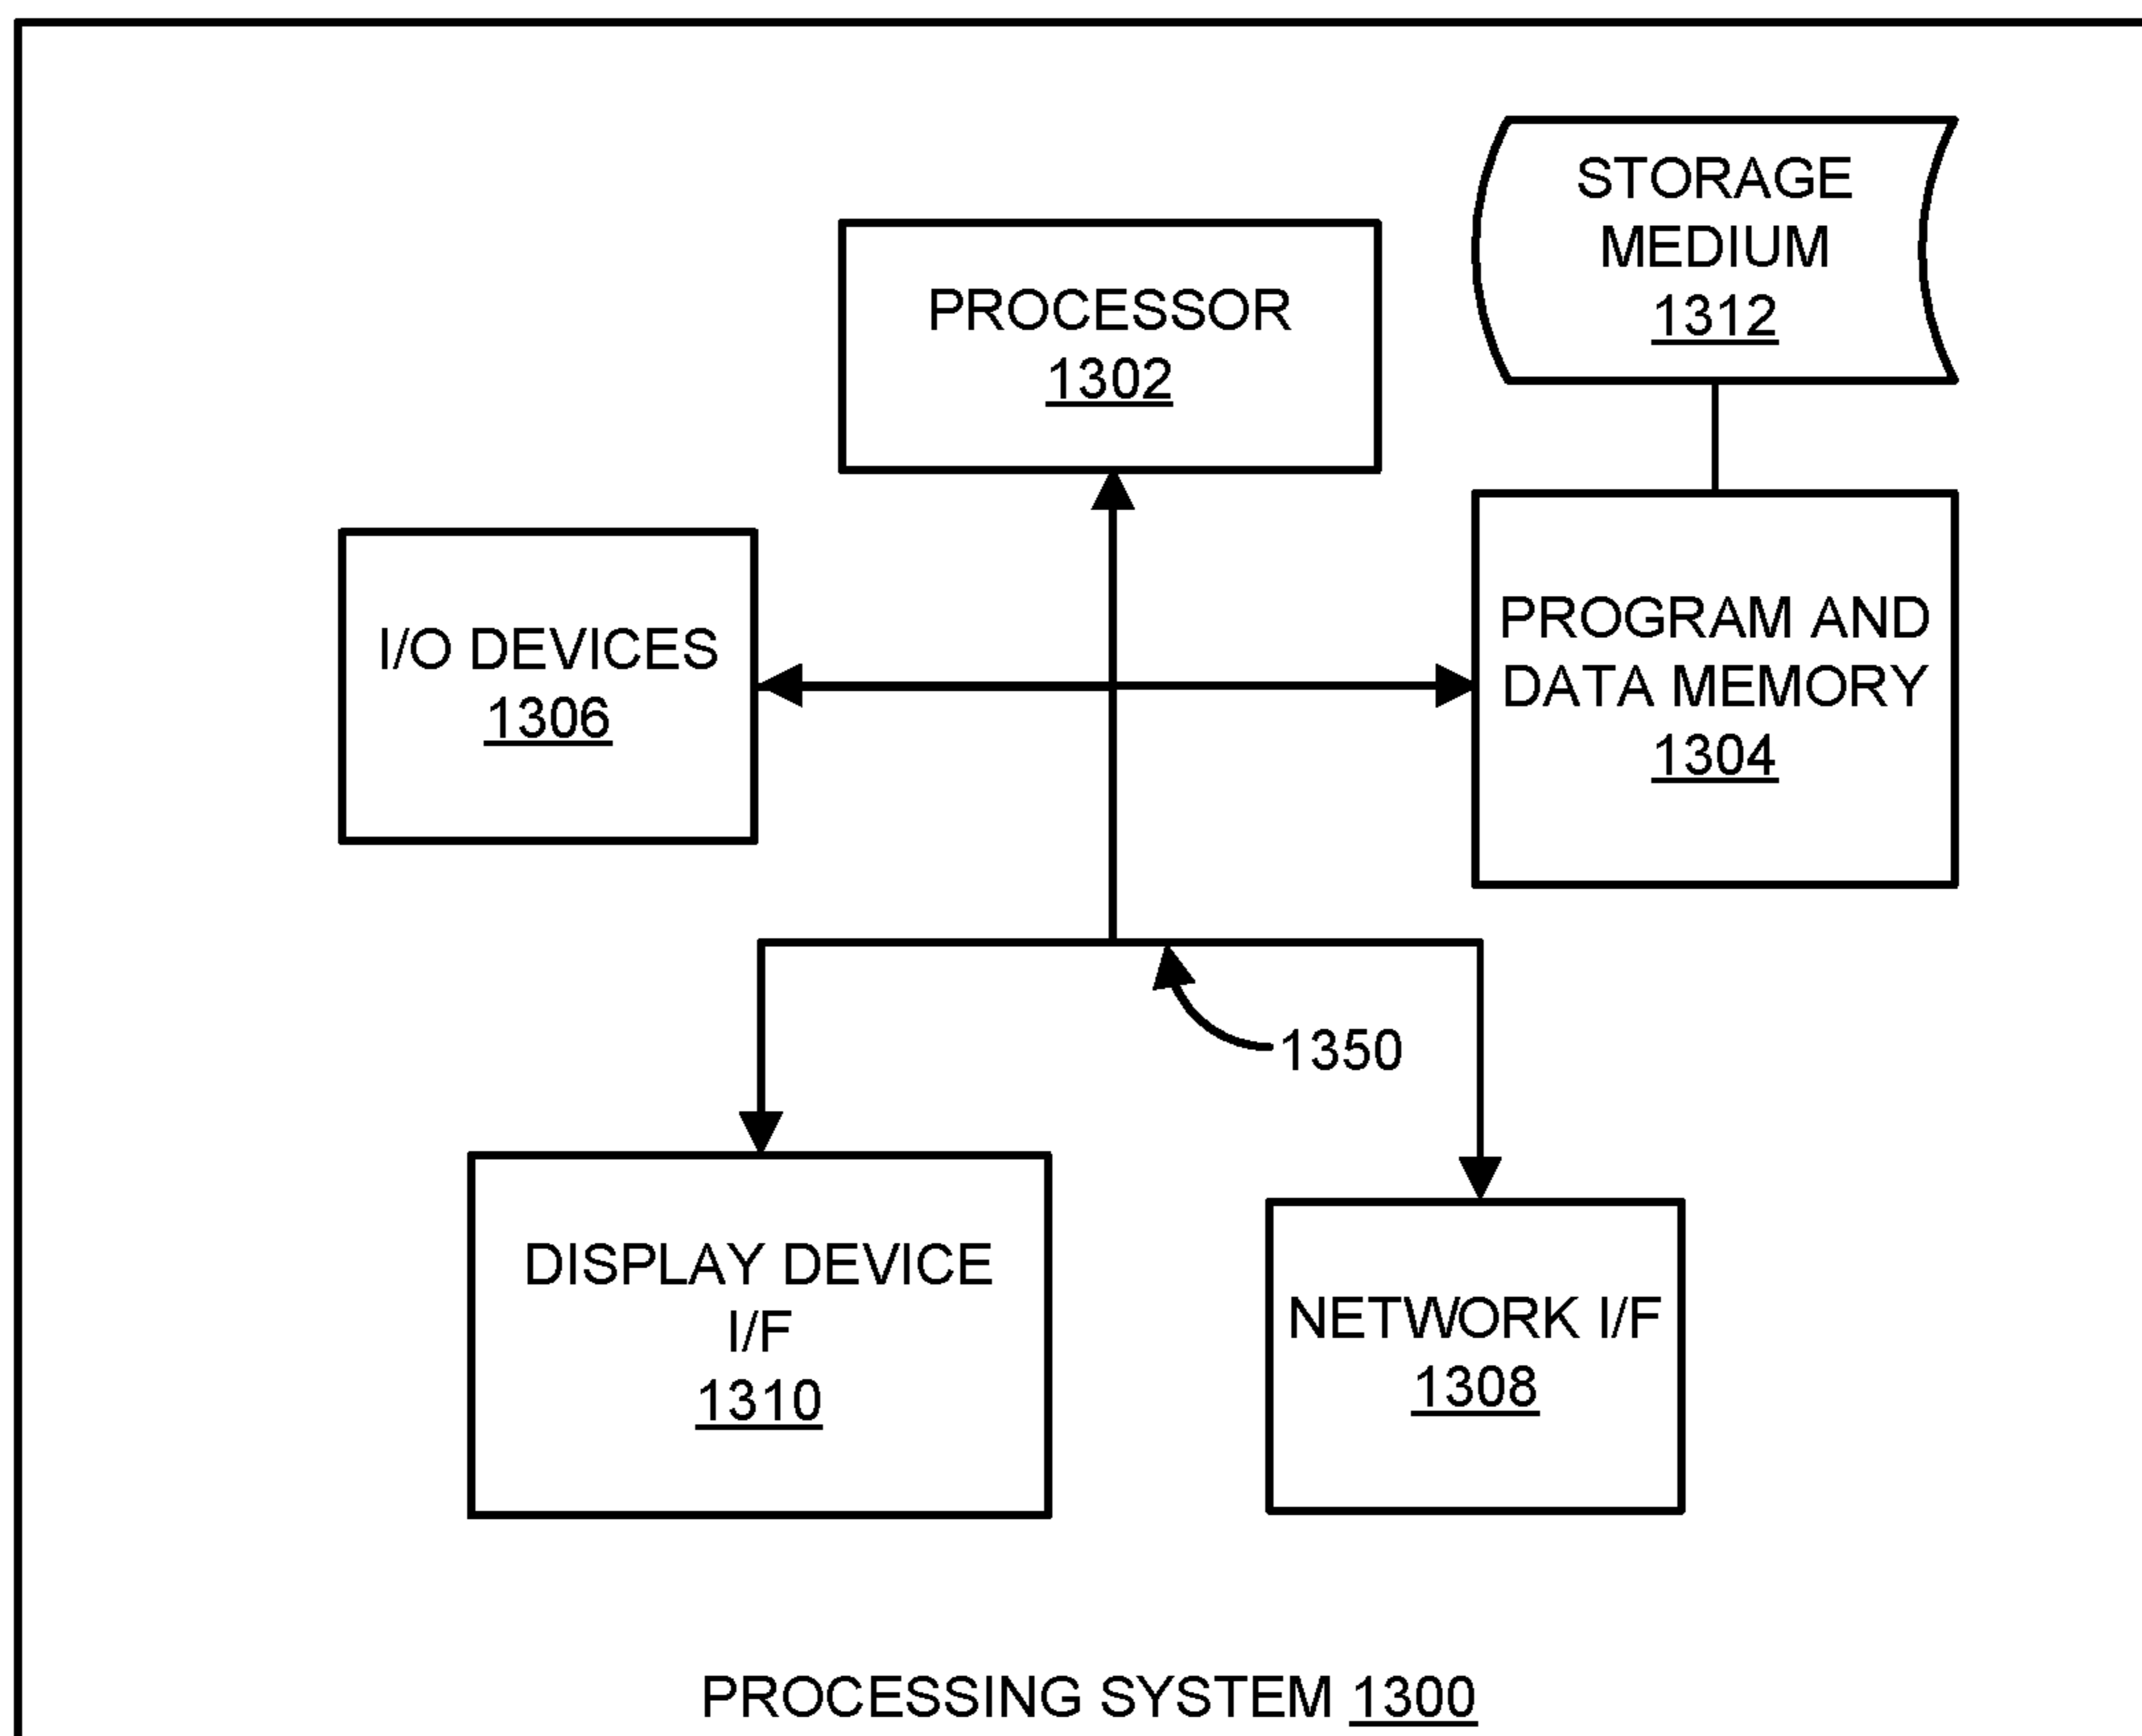 STORAGE
MEDIUM
1312
PROCESSOR
1302
I/O DEVICES
1306
PROGRAM AND
DATA MEMORY
1304
1350
DISPLAY DEVICE
I/F
1310
NETWORK I/F
1308
PROCESSING SYSTEM 1300